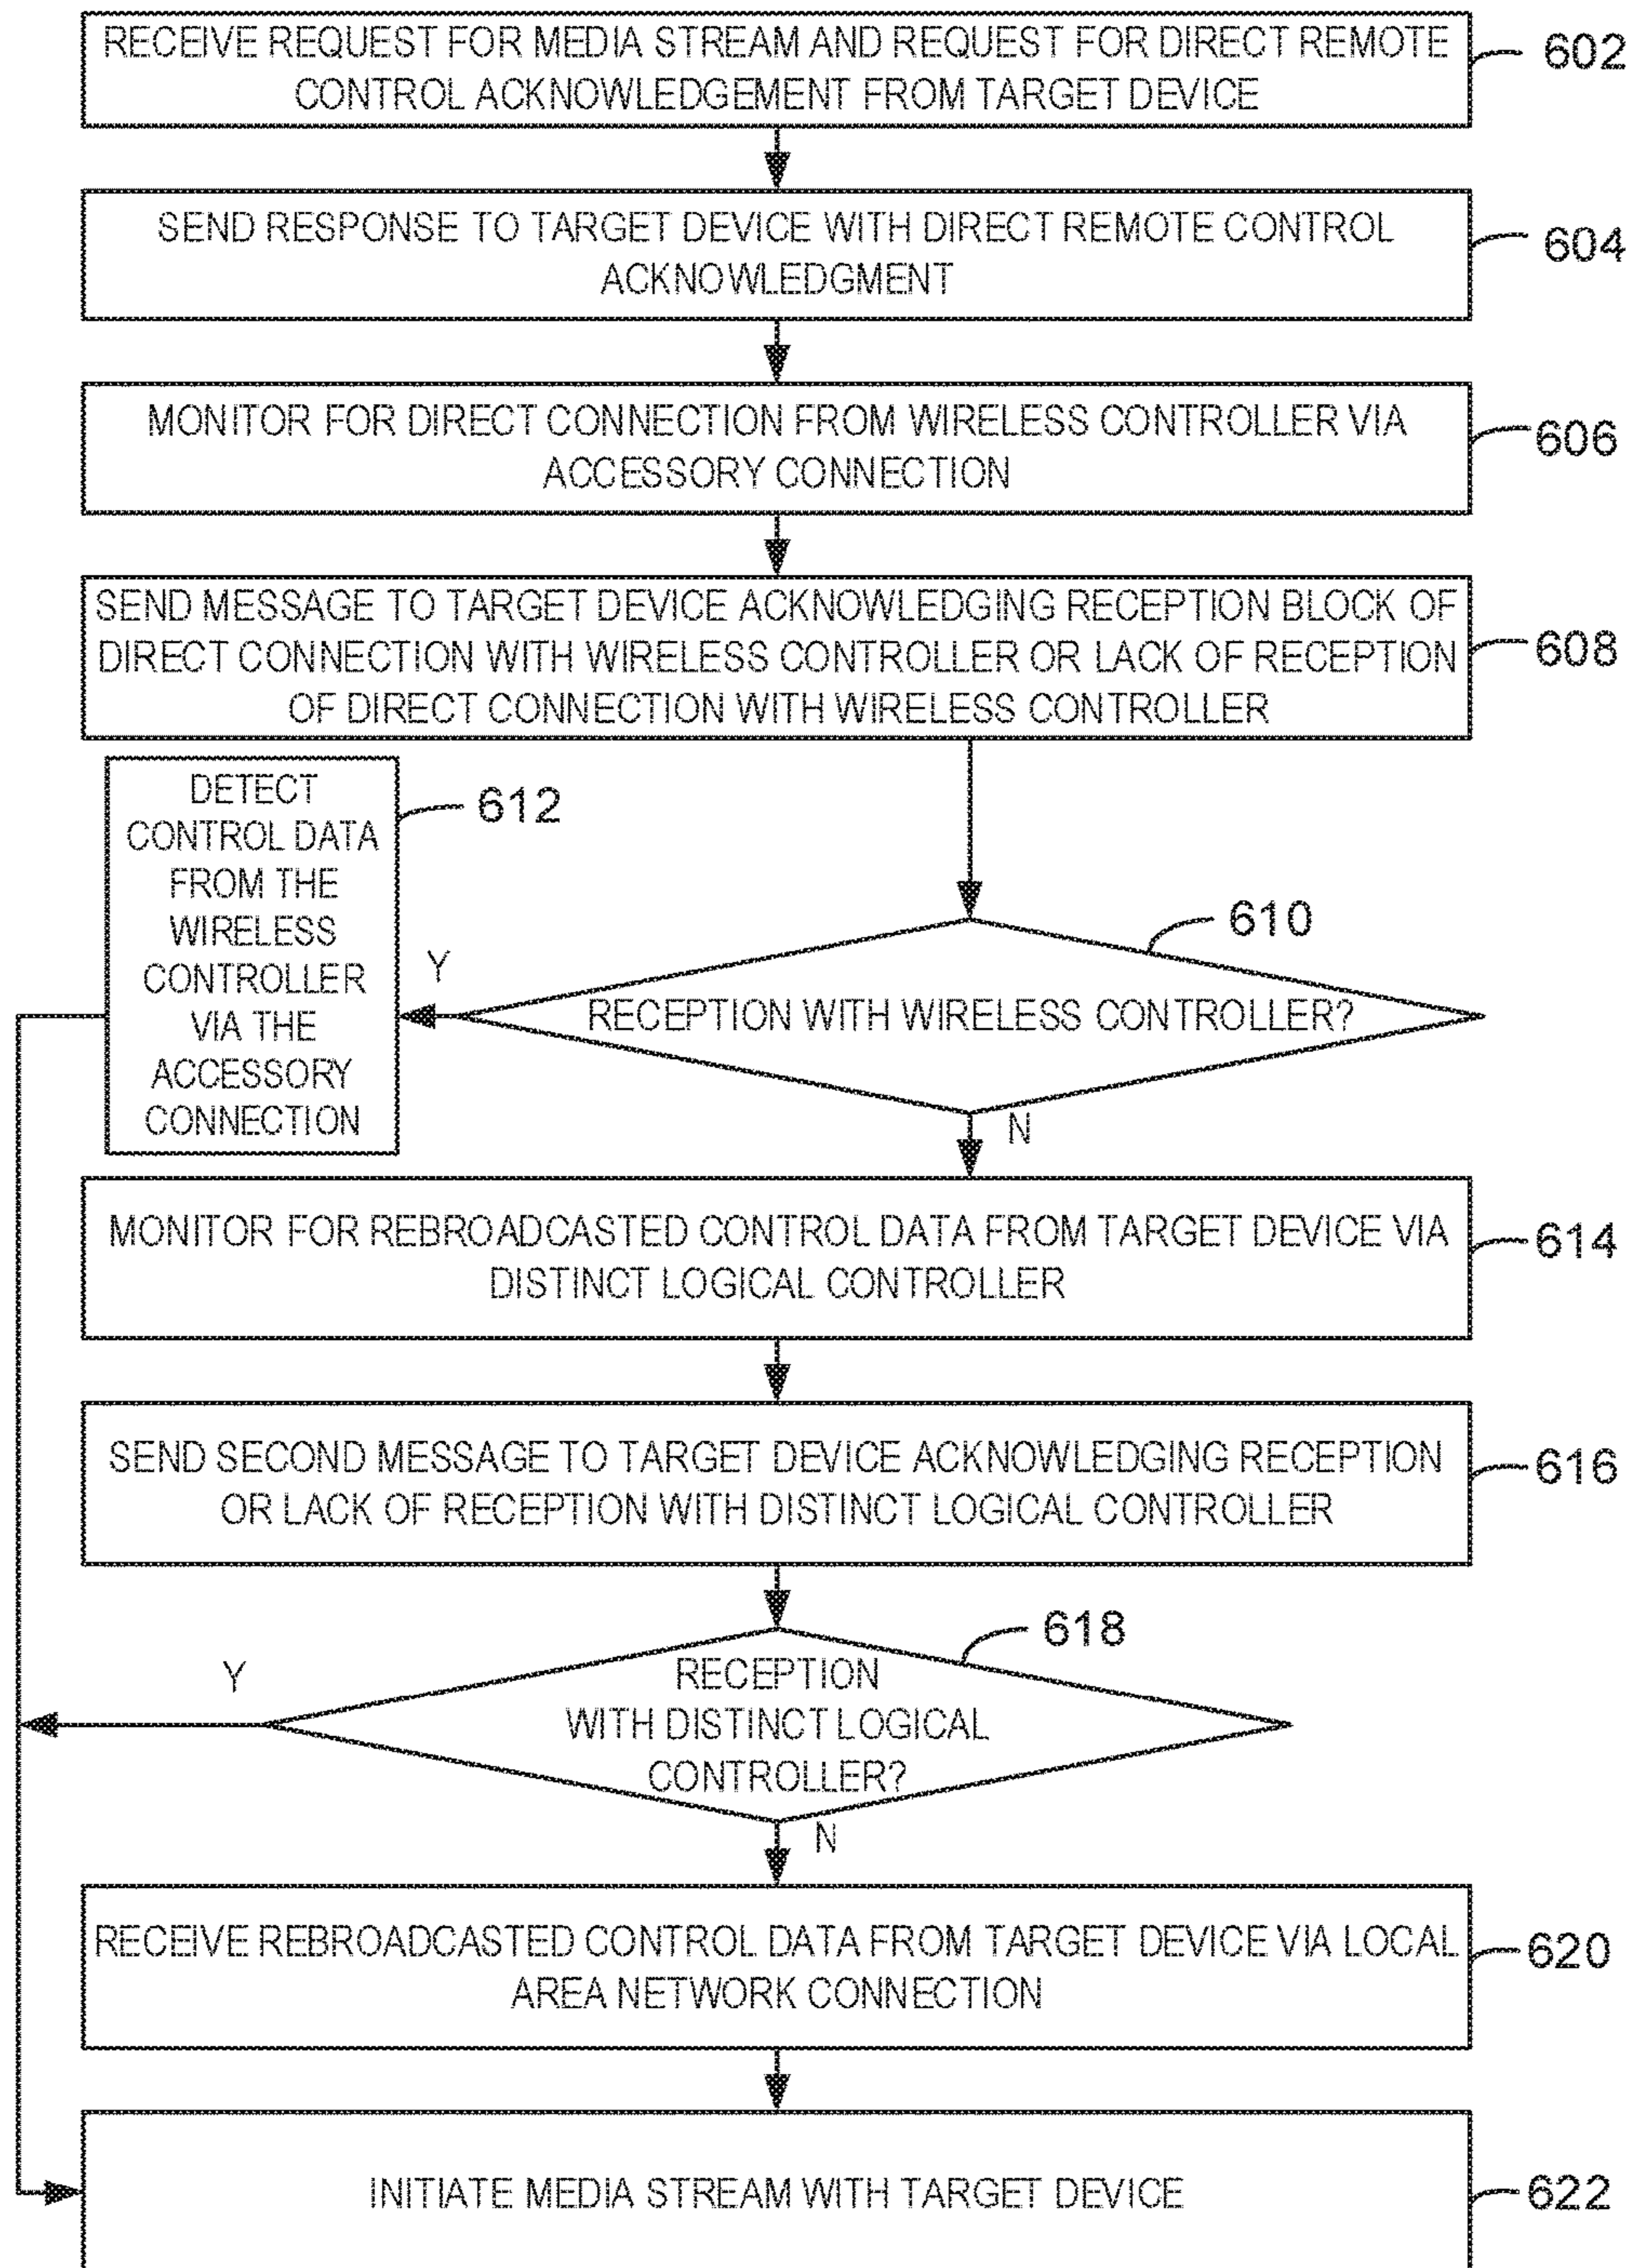 RECEIVE REQUEST FOR MEDIA STREAM AND REQUEST FOR DIRECT REMOTE
CONTROL ACKNOWLEDGEMENT FROM TARGET DEVICE
602
SEND RESPONSE TO TARGET DEVICE WITH DIRECT REMOTE CONTROL
ACKNOWLEDGMENT
604
MONITOR FOR DIRECT CONNECTION FROM WIRELESS CONTROLLER VIA
ACCESSORY CONNECTION
606
SEND MESSAGE TO TARGET DEVICE ACKNOWLEDGING RECEPTION BLOCK OF
DIRECT CONNECTION WITH WIRELESS CONTROLLER OR LACK OF RECEPTION
OF DIRECT CONNECTION WITH WIRELESS CONTROLLER
608
DETECT
CONTROL DATA
FROM THE
WIRELESS
CONTROLLER
VIA THE
ACCESSORY
CONNECTION
612
610
Y
RECEPTION WITH WIRELESS CONTROLLER?
N
MONITOR FOR REBROADCASTED CONTROL DATA FROM TARGET DEVICE VIA
DISTINCT LOGICAL CONTROLLER
614
SEND SECOND MESSAGE TO TARGET DEVICE ACKNOWLEDGING RECEPTION
OR LACK OF RECEPTION WITH DISTINCT LOGICAL CONTROLLER
616
618
Y
RECEPTION
WITH DISTINCT LOGICAL
CONTROLLER?
N
RECEIVE REBROADCASTED CONTROL DATA FROM TARGET DEVICE VIA LOCAL
AREA NETWORK CONNECTION
620
INITIATE MEDIA STREAM WITH TARGET DEVICE
622